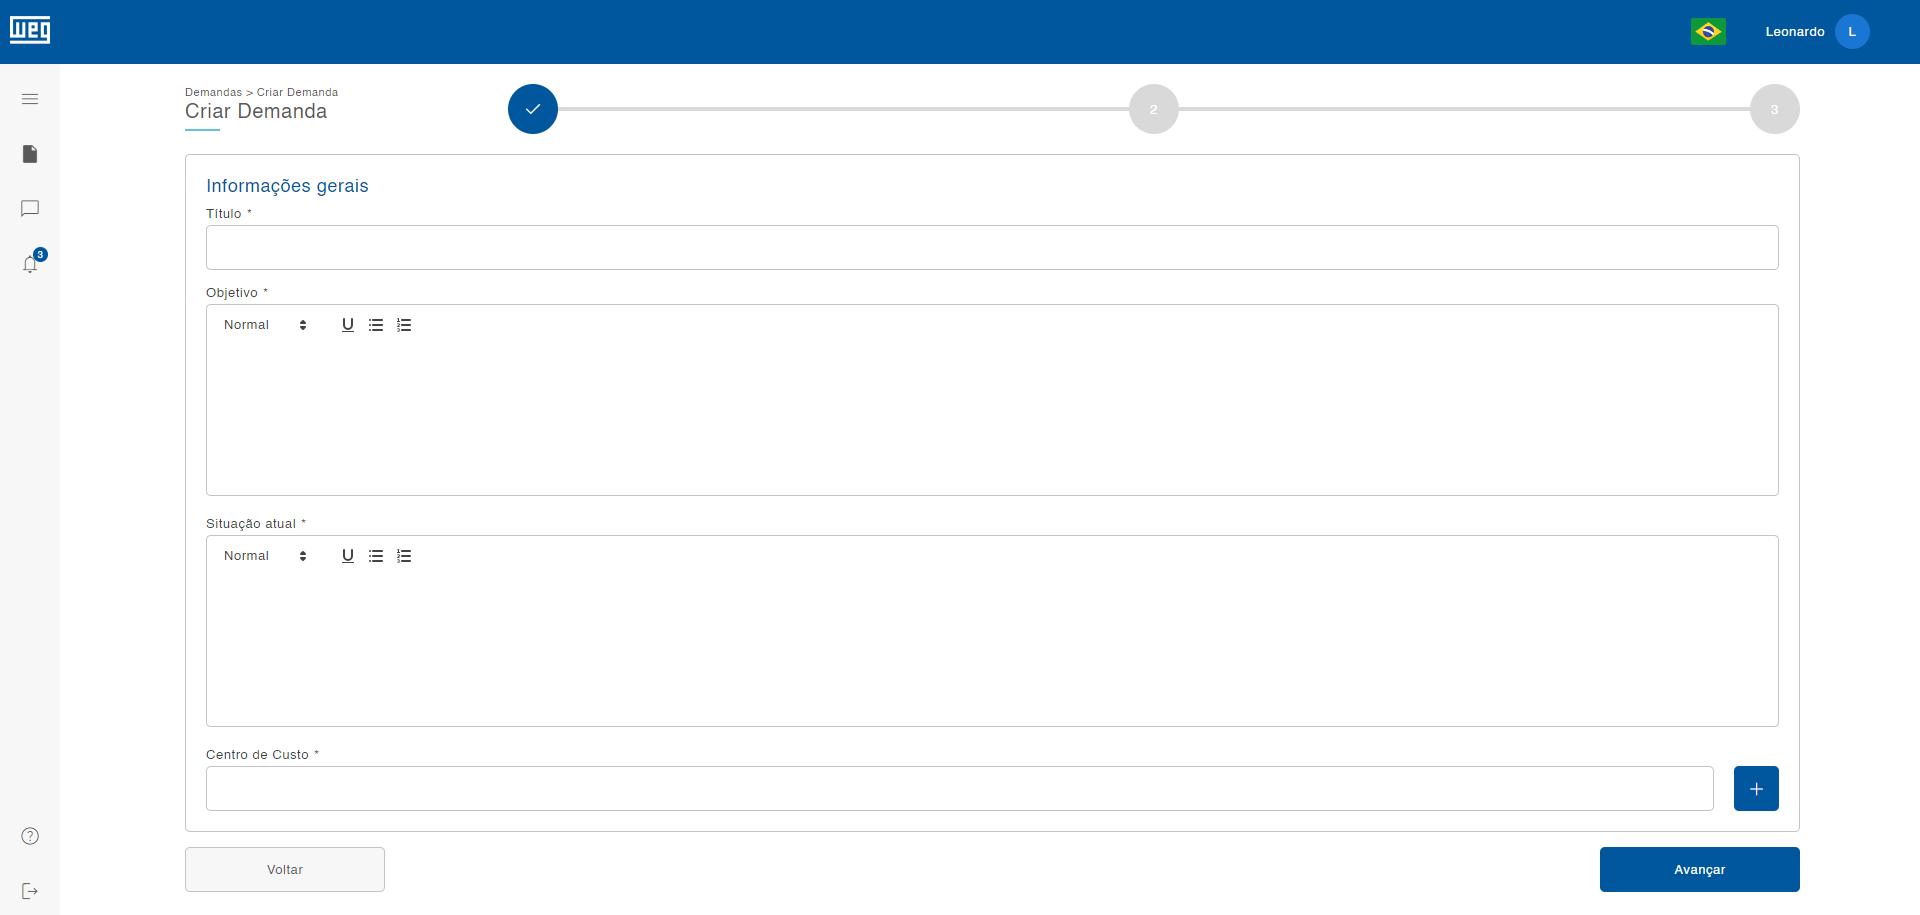 weg
Leonardo L
Demandas > Criar Demanda
Criar Demanda
2
3
3
Informações gerais
Título *
Objetivo *
Normal
Situação atual *
Normal
Centro de Custo *
Voltar
Avançar